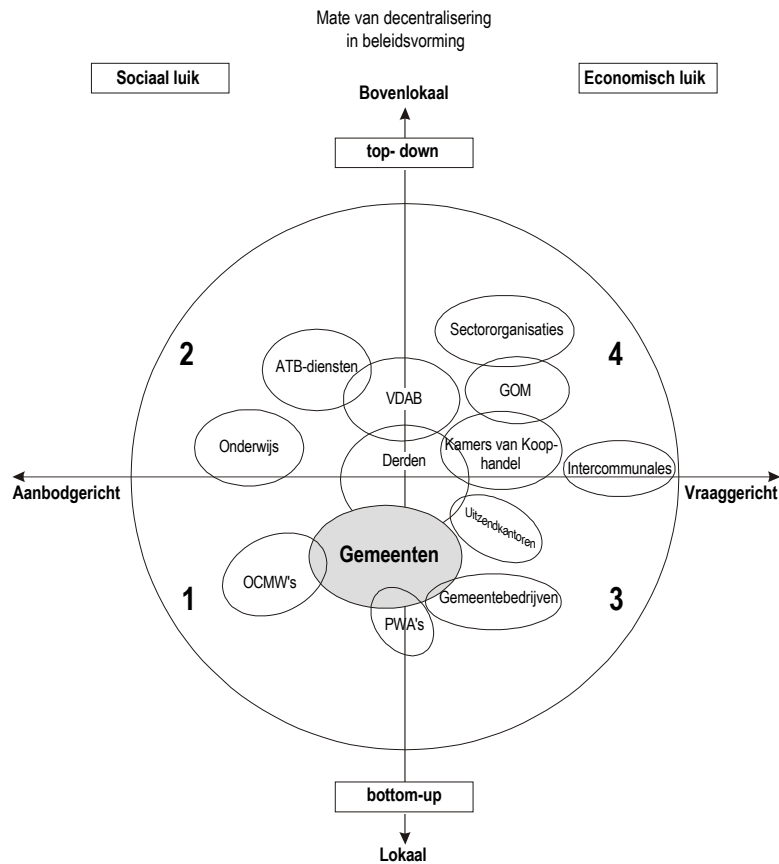 Mate van decentralisering
in beleidsvorming
Sociaal luik
Economisch luik
Bovenlokaal
top- down
Sectororganisaties
2
4
ATB-diensten
GOM
VDAB
Onderwijs
Kamers van Koop-
handel
Derden
Intercommunales
Aanbodgericht
Vraaggericht
Uitzendkantoren
Gemeenten
OCMW's
1
Gemeentebedrijven
3
PWA's
bottom-up
Lokaal